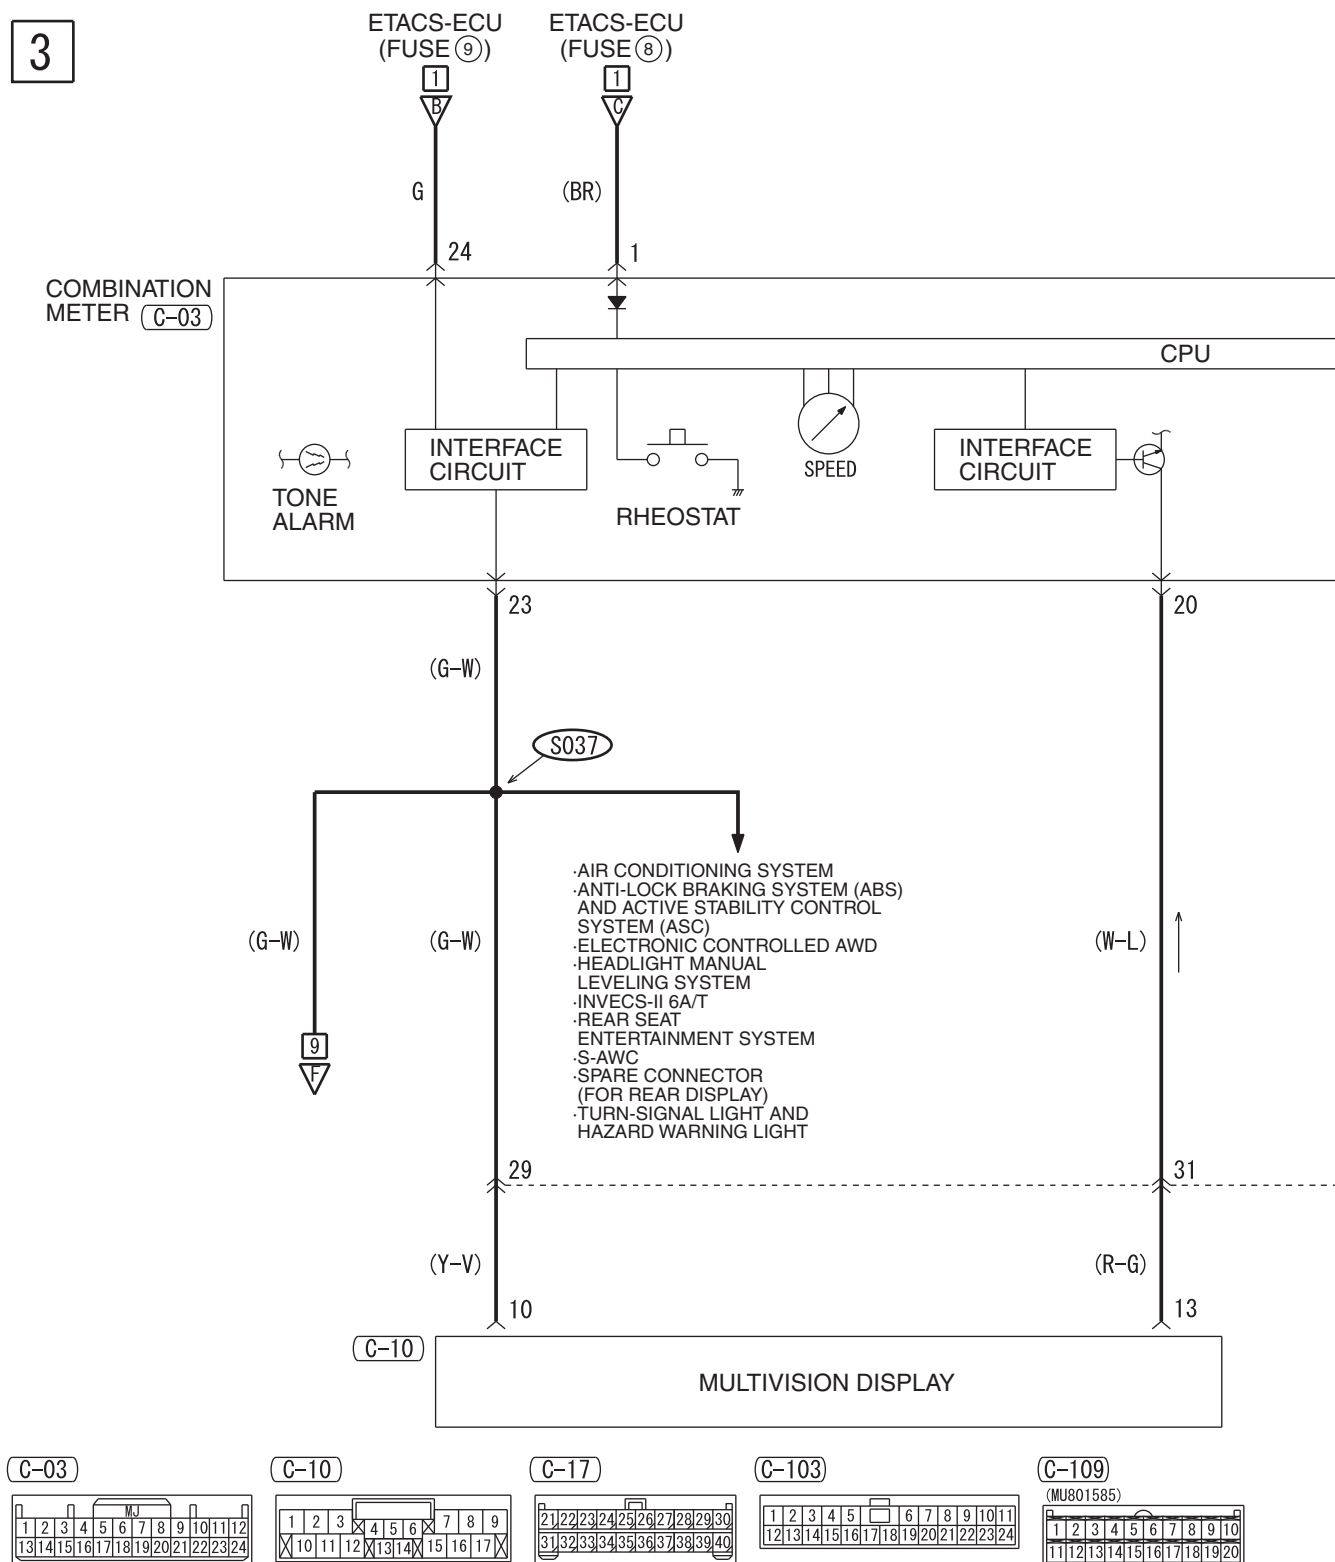 3
ETACS-ECU
(FUSE ⑨)
1
B
ETACS-ECU
(FUSE ⑧)
1
C
G
(BR)
24
1
COMBINATION
METER C-03
CPU
INTERFACE
CIRCUIT
TONE
ALARM
RHEOSTAT
SPEED
INTERFACE
CIRCUIT
23
20
(G-W)
S037
·AIR CONDITIONING SYSTEM
·ANTI-LOCK BRAKING SYSTEM (ABS)
AND ACTIVE STABILITY CONTROL
SYSTEM (ASC)
·ELECTRONIC CONTROLLED AWD
·HEADLIGHT MANUAL
LEVELING SYSTEM
·INVECS-II 6A/T
·REAR SEAT
ENTERTAINMENT SYSTEM
·S-AWC
·SPARE CONNECTOR
(FOR REAR DISPLAY)
·TURN-SIGNAL LIGHT AND
HAZARD WARNING LIGHT
(G-W)
(G-W)
(W-L)
9
F
29
31
(Y-V)
(R-G)
10
13
C-10
MULTIVISION DISPLAY
C-03
MJ
1 2 3 4 5 6 7 8 9 10 11 12
13 14 15 16 17 18 19 20 21 22 23 24
C-10
1 2 3 4 5 6 7 8 9
10 11 12 13 14 15 16 17
C-17
21 22 23 24 25 26 27 28 29 30
31 32 33 34 35 36 37 38 39 40
C-103
1 2 3 4 5 6 7 8 9 10 11
12 13 14 15 16 17 18 19 20 21 22 23 24
C-109
(MU801585)
1 2 3 4 5 6 7 8 9 10
11 12 13 14 15 16 17 18 19 20